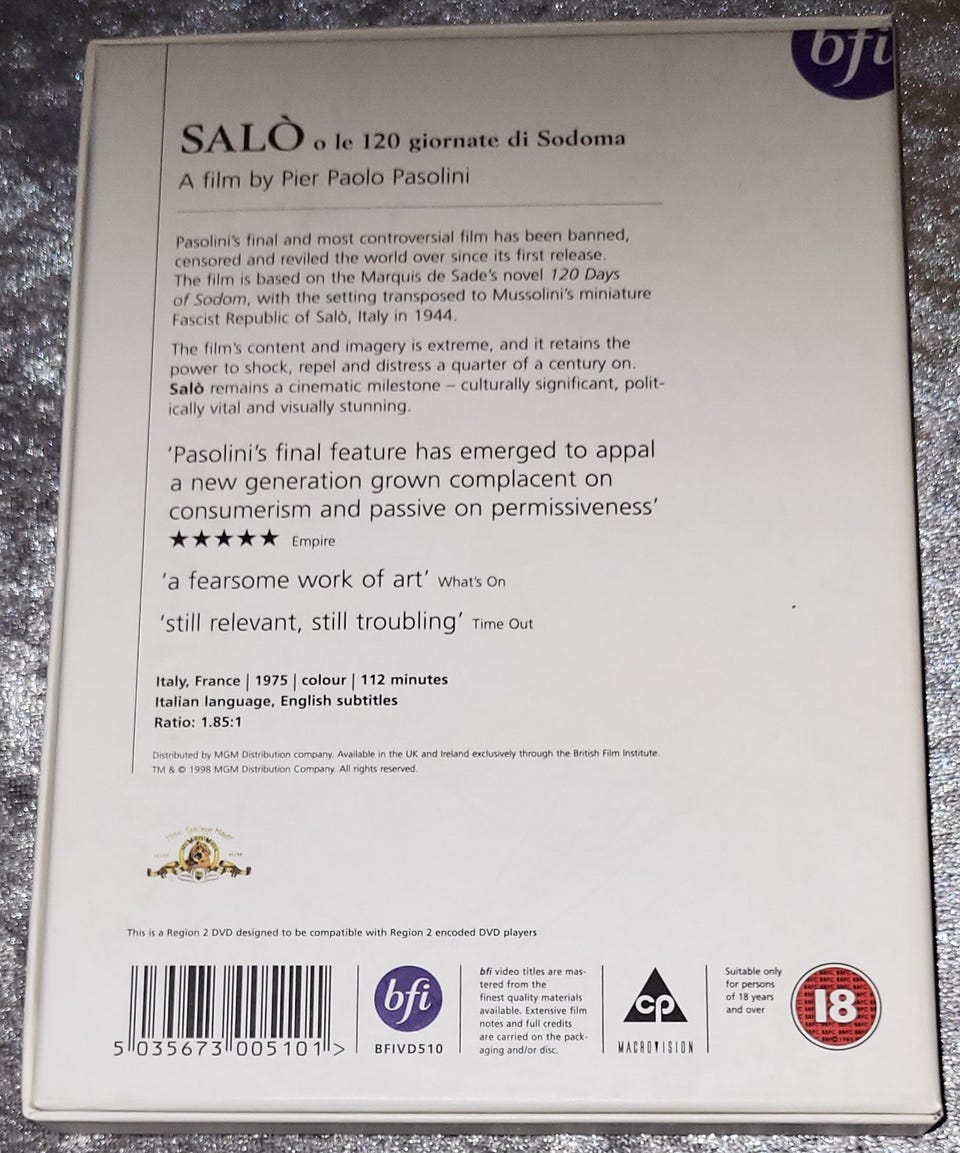 bfi
SALÒ o le 120 giornate di Sodoma
A film by Pier Paolo Pasolini
Pasolini's final and most controversial film has been banned,
censored and reviled the world over since its first release.
The film is based on the Marquis de Sade's novel 120 Days
of Sodom, with the setting transposed to Mussolini's miniature
Fascist Republic of Salò, Italy in 1944.
The film's content and imagery is extreme, and it retains the
power to shock, repel and distress a quarter of a century on.
Salò remains a cinematic milestone – culturally significant, polit-
ically vital and visually stunning.
'Pasolini's final feature has emerged to appal
a new generation grown complacent on
consumerism and passive on permissiveness'
★★★★★ Empire
'a fearsome work of art' What's On
'still relevant, still troubling' Time Out
Italy, France | 1975 | colour | 112 minutes
Italian language, English subtitles
Ratio: 1.85:1
Distributed by MGM Distribution company. Available in the UK and Ireland exclusively through the British Film Institute.
TM & © 1998 MGM Distribution Company. All rights reserved.
This is a Region 2 DVD designed to be compatible with Region 2 encoded DVD players
5 035673 005101 >
bfi
BFIVD510
bfi video titles are mas-
tered from the
finest quality materials
available. Extensive film
notes and full credits
are carried on the pack-
aging and/or disc.
cp
MACROVISION
Suitable only
for persons
of 18 years
and over
18